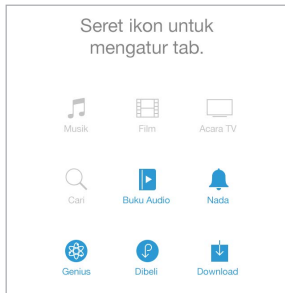 Seret ikon untuk
mengatur tab.
Musik Film Acara TV
Cari Buku Audio Nada
Genius Dibeli Download